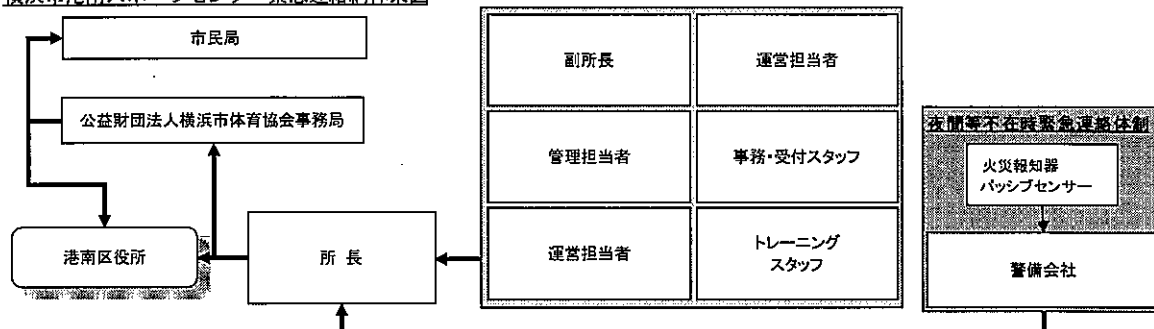 市民局
公益財団法人横浜市体育協会事務局
港南区役所
所 長
副所長
運営担当者
管理担当者
事務・受付スタッフ
運営担当者
トレーニング
スタッフ
夜間等不在時緊急連絡体制
火災報知器
パッシブセンサー
警備会社